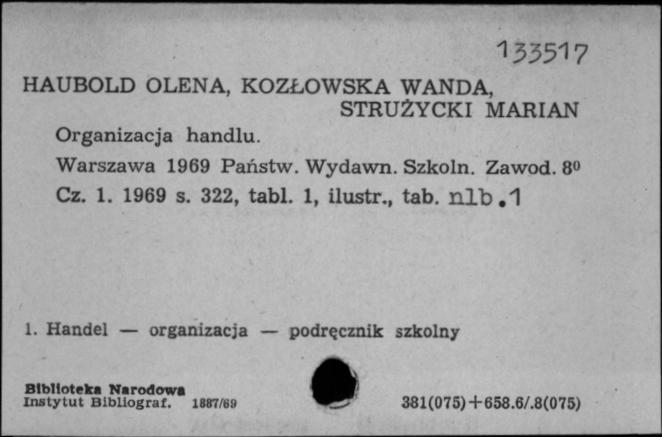 133517
HAUBOLD OLENA, KOZŁOWSKA WANDA,
STRUŻYCKI MARIAN
Organizacja handlu.
Warszawa 1969 Państw. Wydawn. Szkoln. Zawod. 8⁰
Cz. 1. 1969 s. 322, tabl. 1, ilustr., tab. nlb.1
1. Handel — organizacja — podręcznik szkolny
Biblioteka Narodowa
Instytut Bibliograf. 1887/69
381(075)+658.6/.8(075)